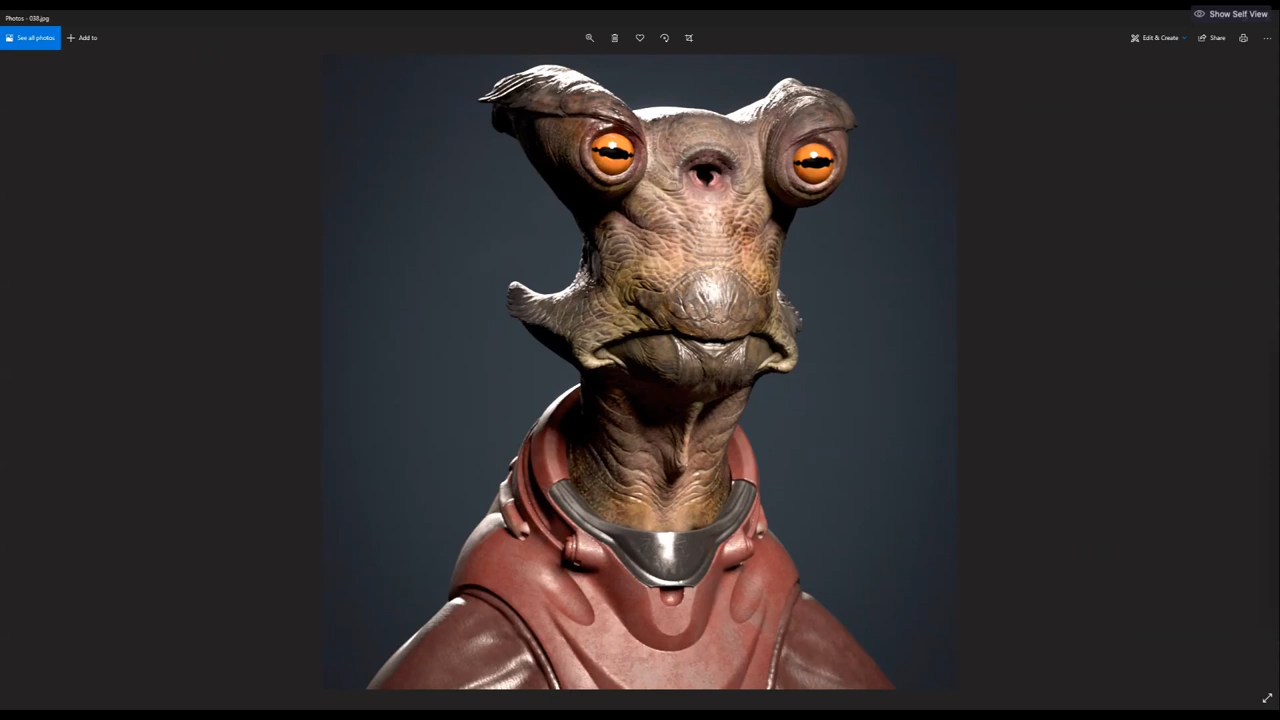 Show Self View
Photos - 038.jpg
See all photos
Add to
Edit & Create
Share